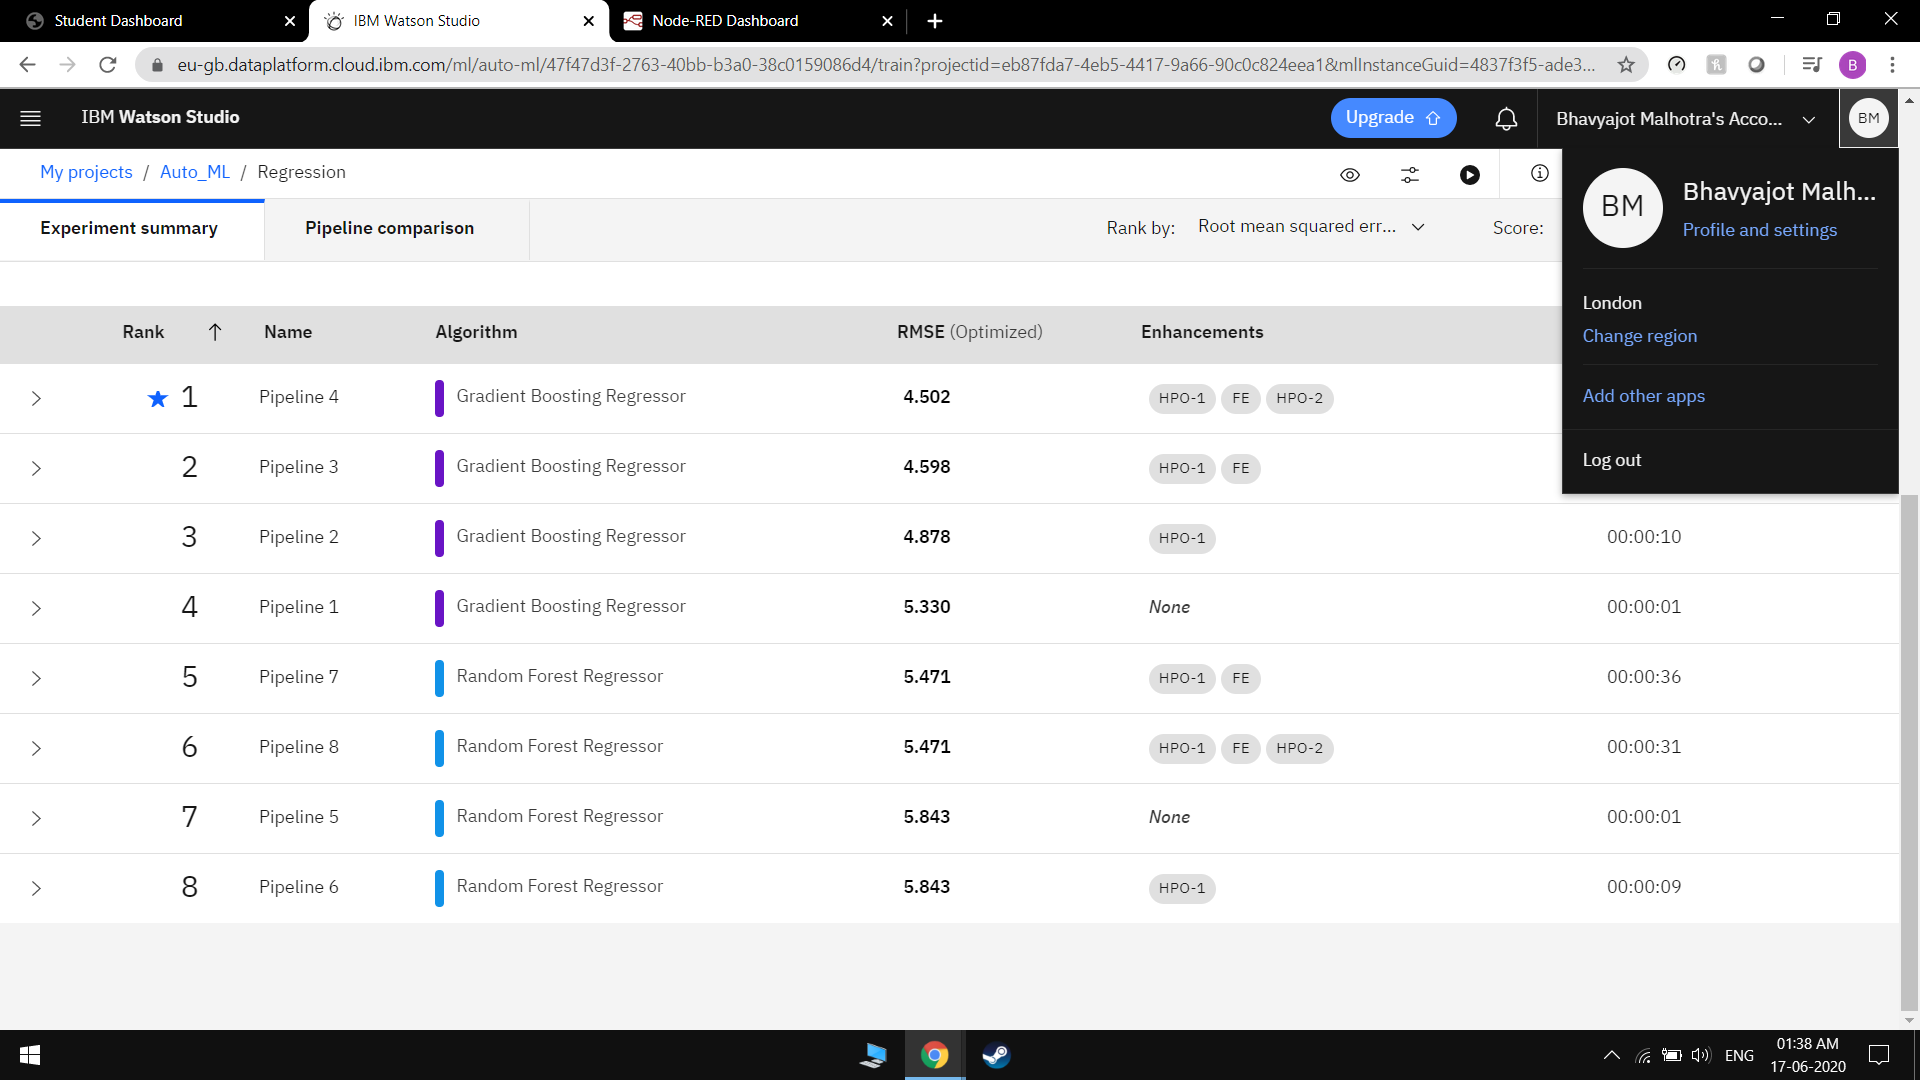 Student Dashboard
IBM Watson Studio
Node-RED Dashboard
eu-gb.dataplatform.cloud.ibm.com/ml/auto-ml/47f47d3f-2763-40bb-b3a0-38c0159086d4/train?projectid=eb87fda7-4eb5-4417-9a66-90c0c824eea1&mlInstanceGuid=4837f3f5-ade3...
B
IBM Watson Studio
Upgrade
Bhavyajot Malhotra's Acco...
BM
My projects / Auto_ML / Regression
BM
Bhavyajot Malh...
Profile and settings
Experiment summary
Pipeline comparison
Rank by: Root mean squared err...
Score:
London
Change region
Add other apps
Log out
Rank Name Algorithm RMSE (Optimized) Enhancements
1 Pipeline 4 Gradient Boosting Regressor 4.502 HPO-1 FE HPO-2
2 Pipeline 3 Gradient Boosting Regressor 4.598 HPO-1 FE
3 Pipeline 2 Gradient Boosting Regressor 4.878 HPO-1 00:00:10
4 Pipeline 1 Gradient Boosting Regressor 5.330 None 00:00:01
5 Pipeline 7 Random Forest Regressor 5.471 HPO-1 FE 00:00:36
6 Pipeline 8 Random Forest Regressor 5.471 HPO-1 FE HPO-2 00:00:31
7 Pipeline 5 Random Forest Regressor 5.843 None 00:00:01
8 Pipeline 6 Random Forest Regressor 5.843 HPO-1 00:00:09
ENG
01:38 AM
17-06-2020